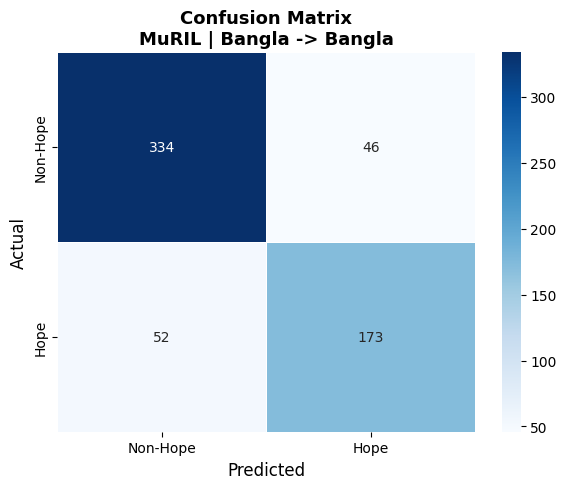 Confusion Matrix
MuRIL | Bangla -> Bangla
Actual
Non-Hope
334
46
Hope
52
173
Non-Hope
Hope
Predicted
300
250
200
150
100
50